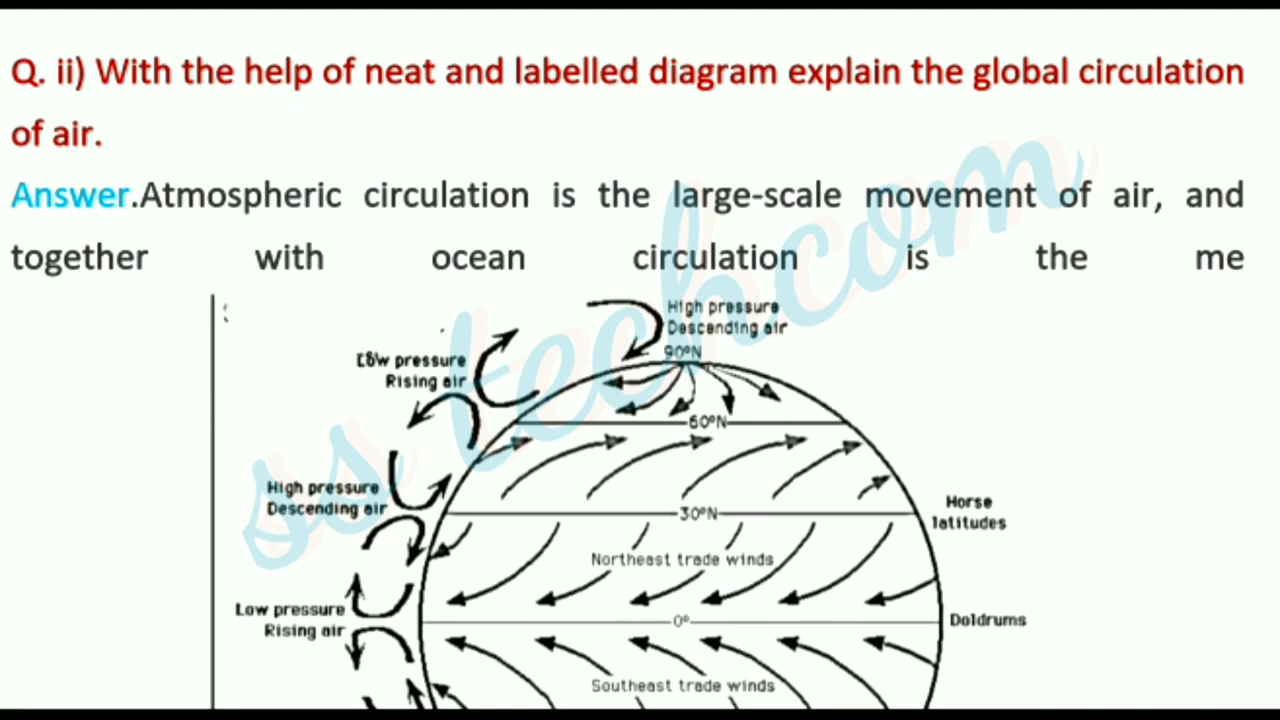 Q. ii) With the help of neat and labelled diagram explain the global circulation
of air.
Answer.Atmospheric circulation is the large-scale movement of air, and
together with ocean circulation is the me
High pressure
Descending air
90°N
Low pressure
Rising air
60°N
High pressure
Descending air
30°N
Horse
latitudes
Northeast trade winds
Low pressure
Rising air
0°
Doldrums
Southeast trade winds
ss techcom